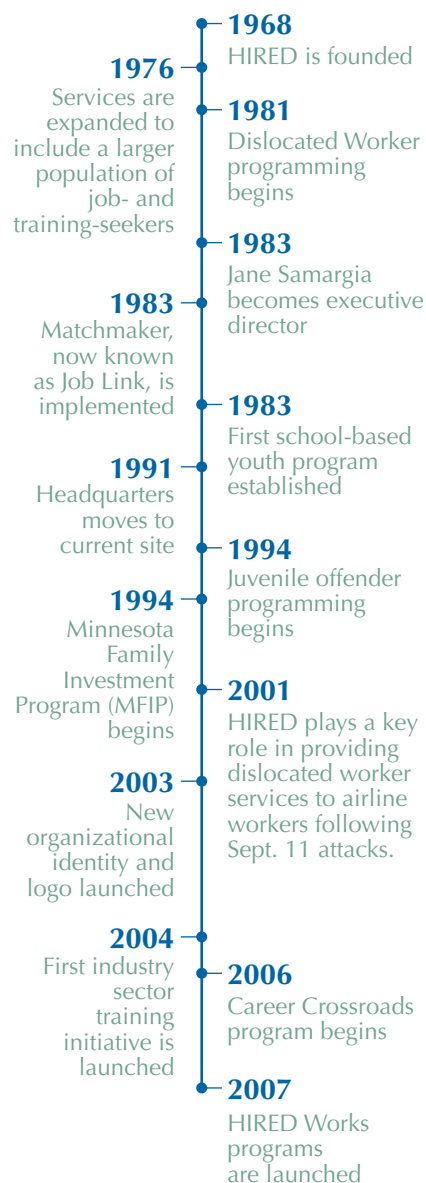 1968
HIRED is founded
1976
Services are
expanded to
include a larger
population of
job- and
training-seekers
1981
Dislocated Worker
programming
begins
1983
Jane Samargia
becomes executive
director
1983
Matchmaker,
now known
as Job Link, is
implemented
1983
First school-based
youth program
established
1991
Headquarters
moves to
current site
1994
Juvenile offender
programming
begins
1994
Minnesota
Family
Investment
Program (MFIP)
begins
2001
HIRED plays a key
role in providing
dislocated worker
services to airline
workers following
Sept. 11 attacks.
2003
New
organizational
identity and
logo launched
2004
First industry
sector
training
initiative is
launched
2006
Career Crossroads
program begins
2007
HIRED Works
programs
are launched